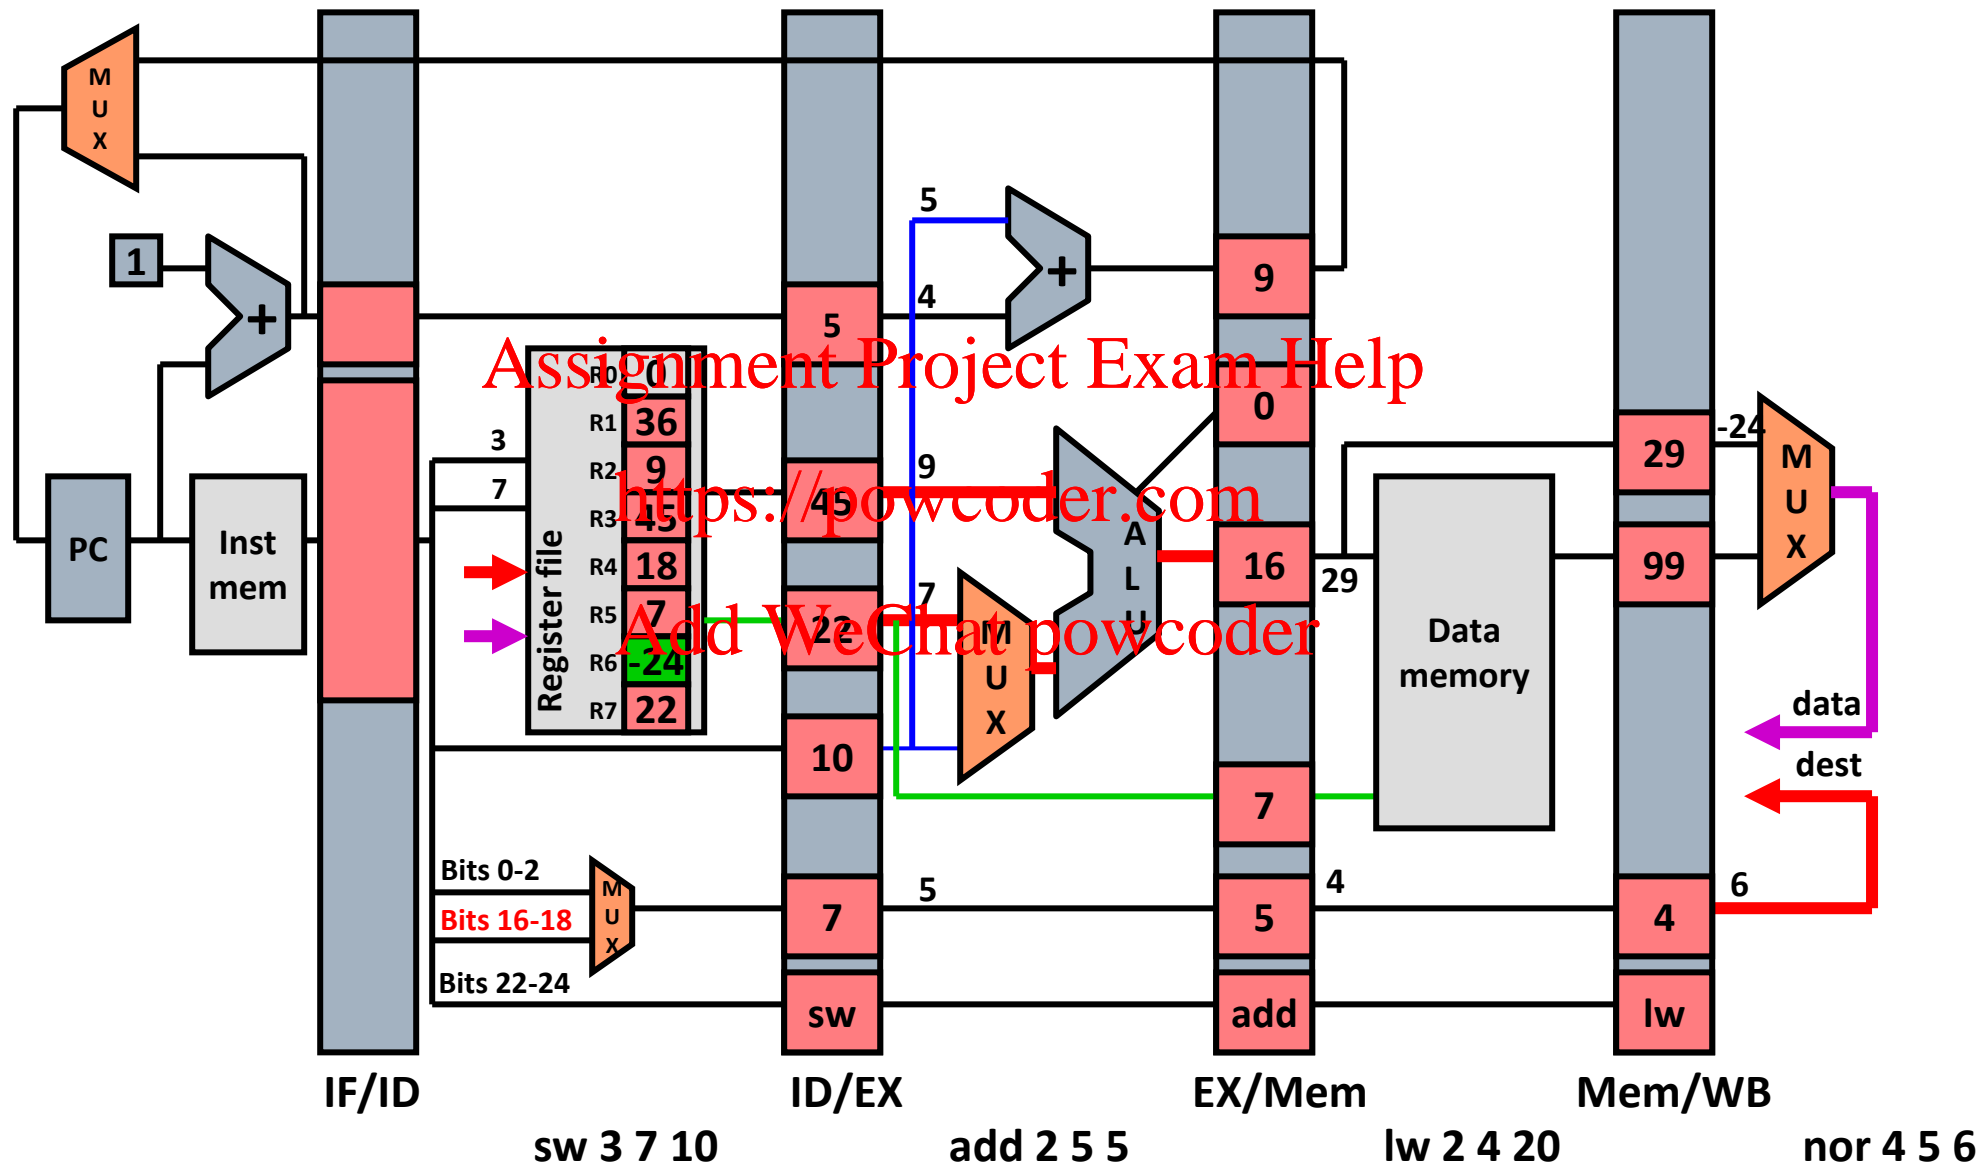 M
U
X
1
+
PC
Inst
mem
3
7
Register file
R0 0
R1 36
R2 9
R3 45
R4 18
R5 7
R6 -24
R7 22
Bits 0-2
Bits 16-18
Bits 22-24
M
U
X
5
45
22
10
7
sw
5
4
9
7
5
+
M
U
X
A
L
U
9
0
16
7
5
add
29
4
Data
memory
29
99
4
lw
-24
6
M
U
X
data
dest
Assignment Project Exam Help
https://powcoder.com
Add WeChat powcoder
IF/ID
ID/EX
EX/Mem
Mem/WB
sw 3 7 10
add 2 5 5
lw 2 4 20
nor 4 5 6